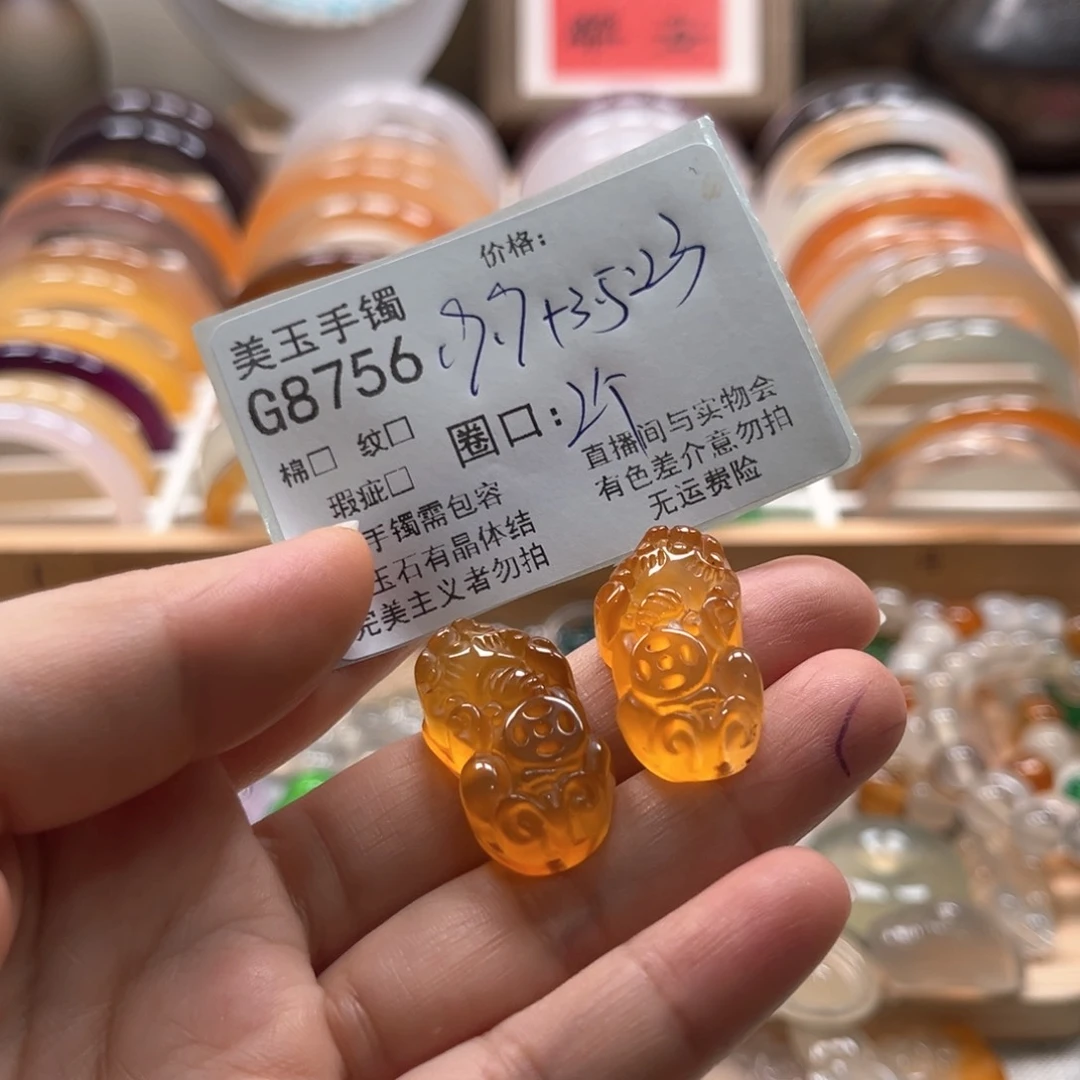 价格:
美玉手镯
G8756
棉□ 纹□
圈口:2个
瑕疵□
直播间与实物会
有色差介意勿拍
无运费险
手镯需包容
玉石有晶体结
完美主义者勿拍